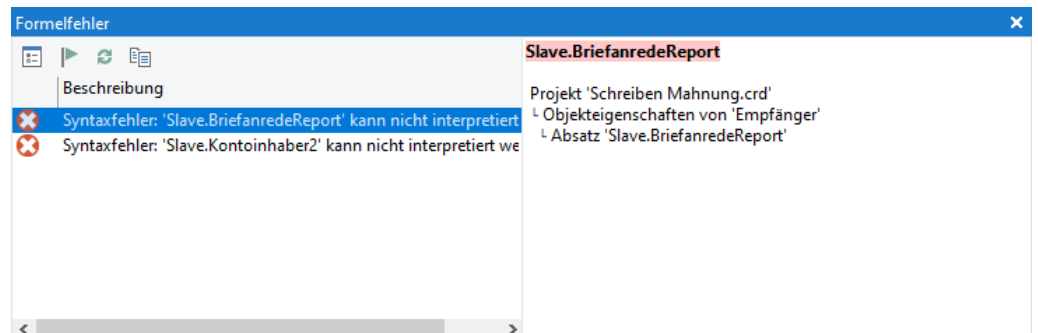 Formelfehler
Beschreibung
Syntaxfehler: 'Slave.BriefanredeReport' kann nicht interpretiert
Syntaxfehler: 'Slave.Kontoinhaber2' kann nicht interpretiert we
Slave.BriefanredeReport
Projekt 'Schreiben Mahnung.crd'
└ Objekteigenschaften von 'Empfänger'
└ Absatz 'Slave.BriefanredeReport'